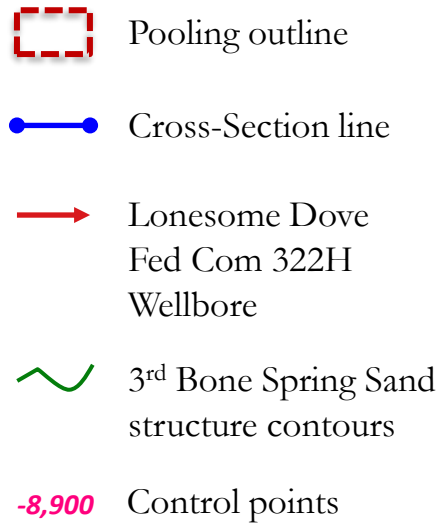 Pooling outline
Cross-Section line
Lonesome Dove
Fed Com 322H
Wellbore
3rd Bone Spring Sand
structure contours
-8,900 Control points